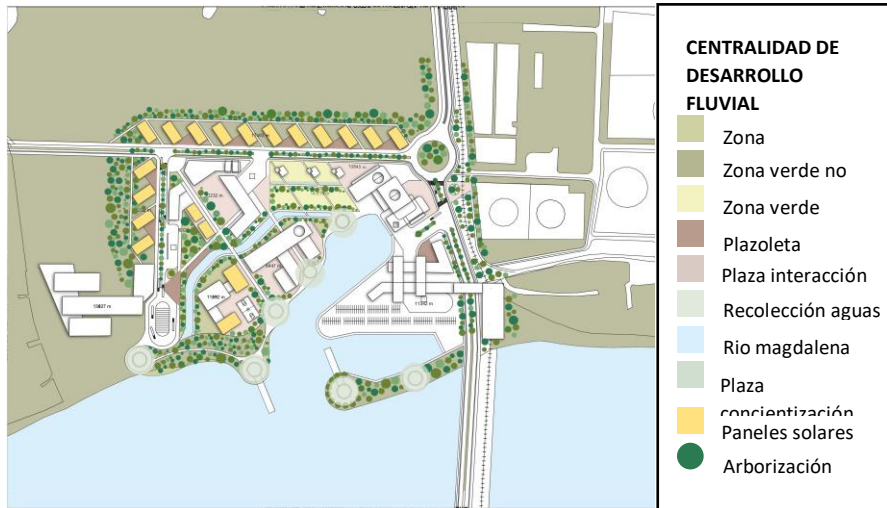 CENTRALIDAD DE
DESARROLLO
FLUVIAL
Zona
Zona verde no
Zona verde
Plazoleta
Plaza interacción
Recolección aguas
Rio magdalena
Plaza
concientización
Paneles solares
Arborización